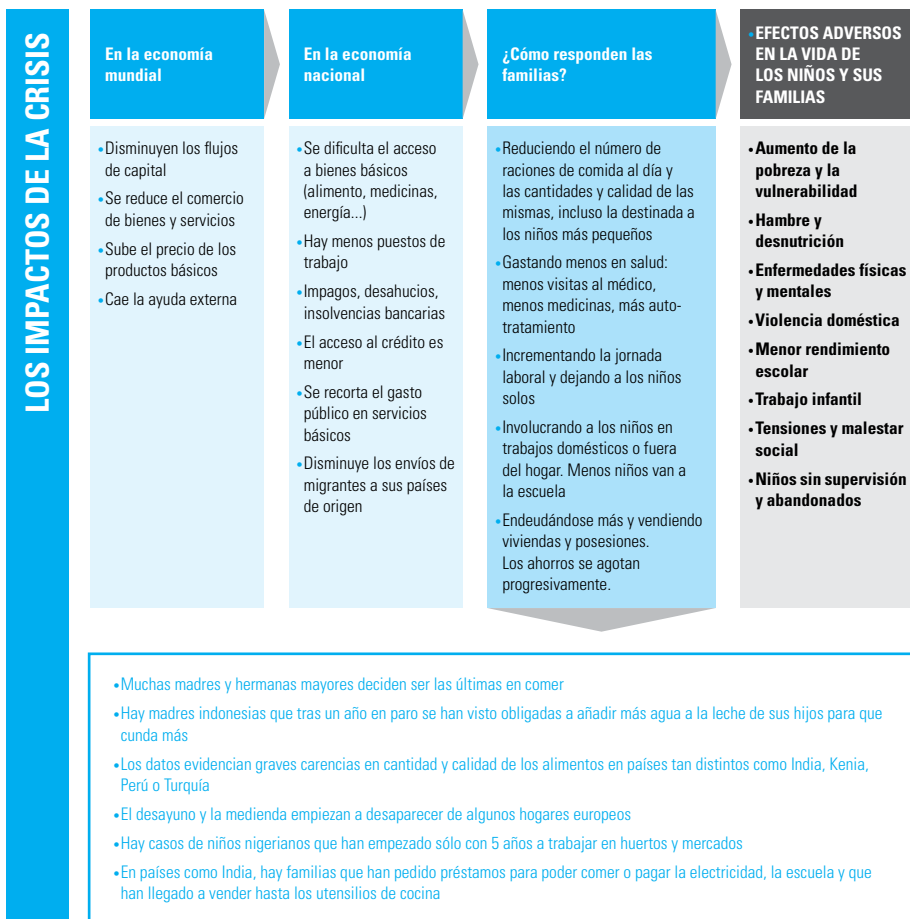 LOS IMPACTOS DE LA CRISIS
En la economía
mundial
•Disminuyen los flujos
de capital
•Se reduce el comercio
de bienes y servicios
•Sube el precio de los
productos básicos
•Cae la ayuda externa
En la economía
nacional
•Se dificulta el acceso
a bienes básicos
(alimento, medicinas,
energía...)
•Hay menos puestos de
trabajo
•Impagos, desahucios,
insolvencias bancarias
•El acceso al crédito es
menor
•Se recorta el gasto
público en servicios
básicos
•Disminuye los envíos de
migrantes a sus países
de origen
¿Cómo responden las
familias?
•Reduciendo el número de
raciones de comida al día y
las cantidades y calidad de las
mismas, incluso la destinada a
los niños más pequeños
•Gastando menos en salud:
menos visitas al médico,
menos medicinas, más auto-
tratamiento
•Incrementando la jornada
laboral y dejando a los niños
solos
•Involucrando a los niños en
trabajos domésticos o fuera
del hogar. Menos niños van a
la escuela
•Endeudándose más y vendiendo
viviendas y posesiones.
Los ahorros se agotan
progresivamente.
•EFECTOS ADVERSOS
EN LA VIDA DE
LOS NIÑOS Y SUS
FAMILIAS
•Aumento de la
pobreza y la
vulnerabilidad
•Hambre y
desnutrición
•Enfermedades físicas
y mentales
•Violencia doméstica
•Menor rendimiento
escolar
•Trabajo infantil
•Tensiones y malestar
social
•Niños sin supervisión
y abandonados
•Muchas madres y hermanas mayores deciden ser las últimas en comer
•Hay madres indonesias que tras un año en paro se han visto obligadas a añadir más agua a la leche de sus hijos para que
cunda más
•Los datos evidencian graves carencias en cantidad y calidad de los alimentos en países tan distintos como India, Kenia,
Perú o Turquía
•El desayuno y la medienda empiezan a desaparecer de algunos hogares europeos
•Hay casos de niños nigerianos que han empezado sólo con 5 años a trabajar en huertos y mercados
•En países como India, hay familias que han pedido préstamos para poder comer o pagar la electricidad, la escuela y que
han llegado a vender hasta los utensilios de cocina